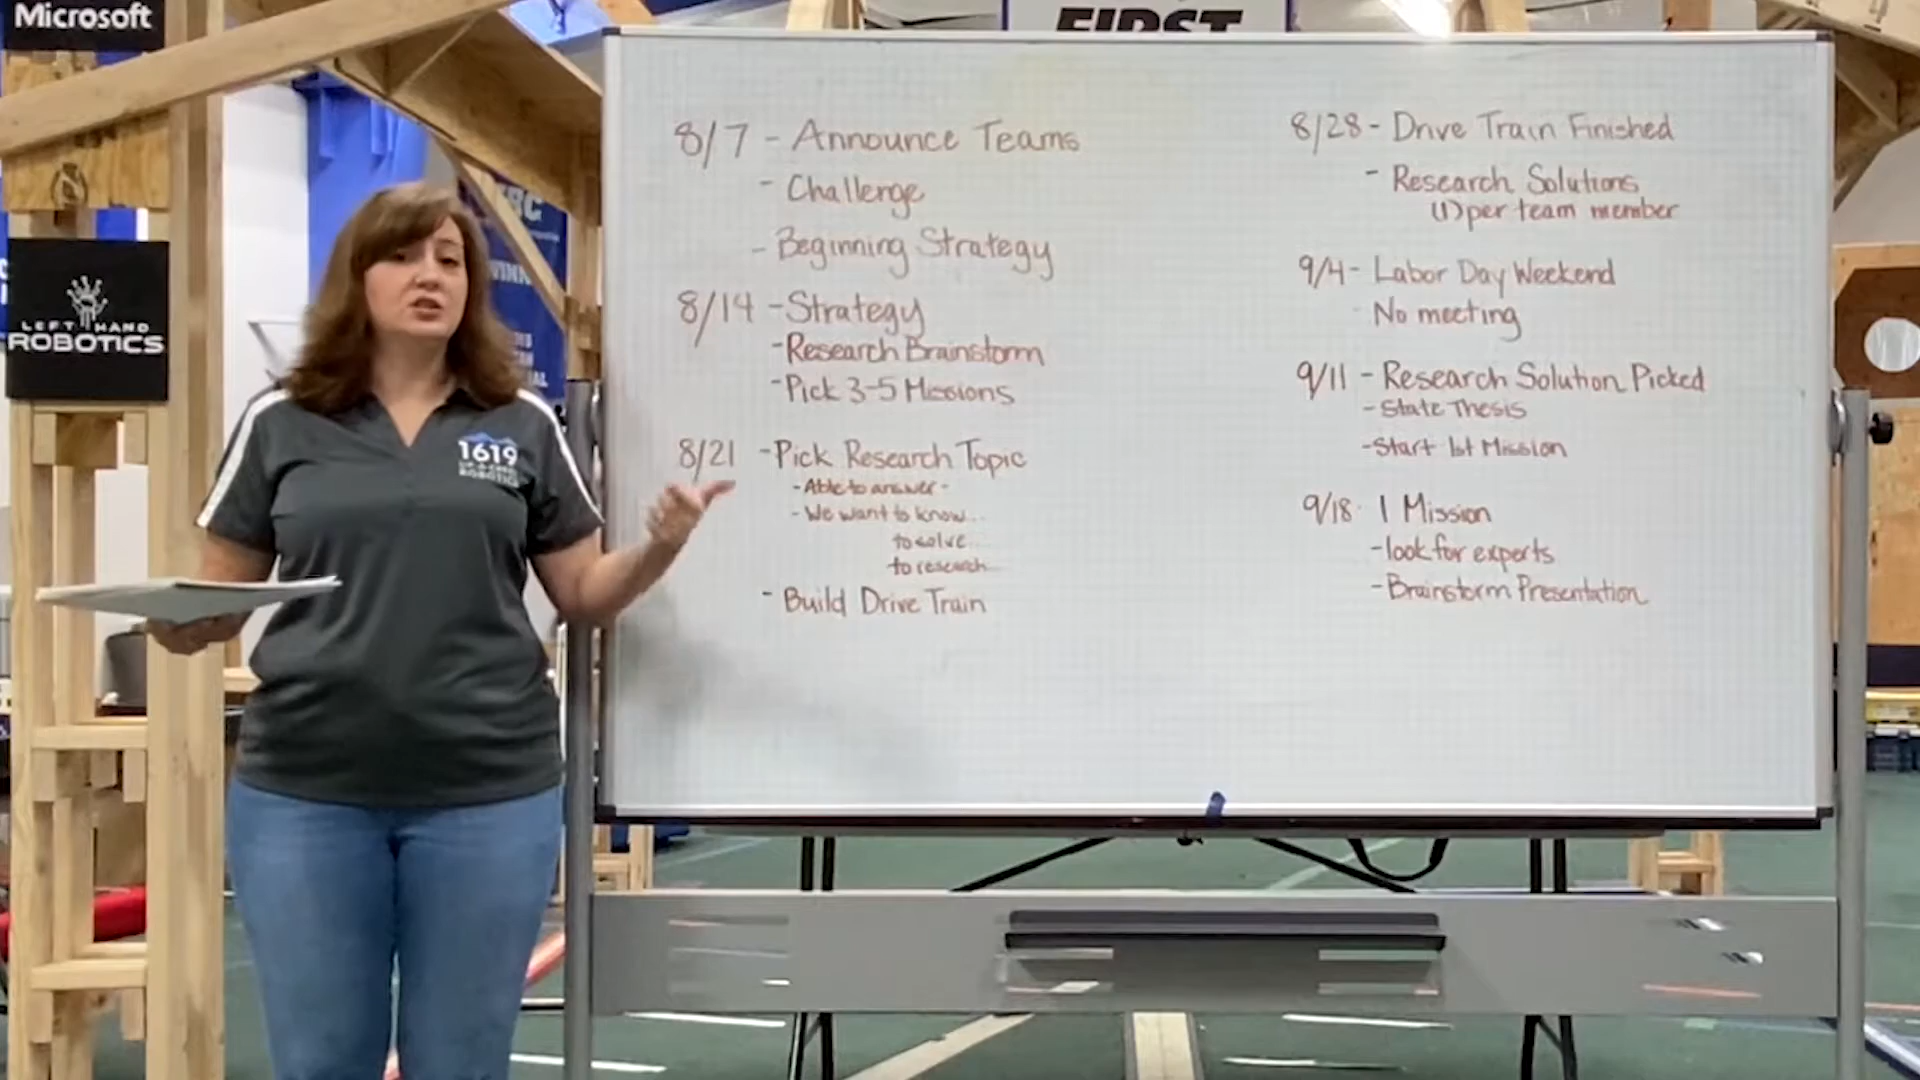 Microsoft
FIRST
LEFT HAND
ROBOTICS
1619
UP-A-CREEK
ROBOTICS
8/7 - Announce Teams
- Challenge
- Beginning Strategy
8/14 - Strategy
- Research Brainstorm
- Pick 3-5 Missions
8/21 - Pick Research Topic
- Able to answer -
- We want to know...
to solve...
to research...
- Build Drive Train
8/28 - Drive Train Finished
- Research Solutions
(1) per team member
9/4 - Labor Day Weekend
No meeting
9/11 - Research Solution Picked
- State Thesis
- Start 1st Mission
9/18 - 1 Mission
- look for experts
- Brainstorm Presentation